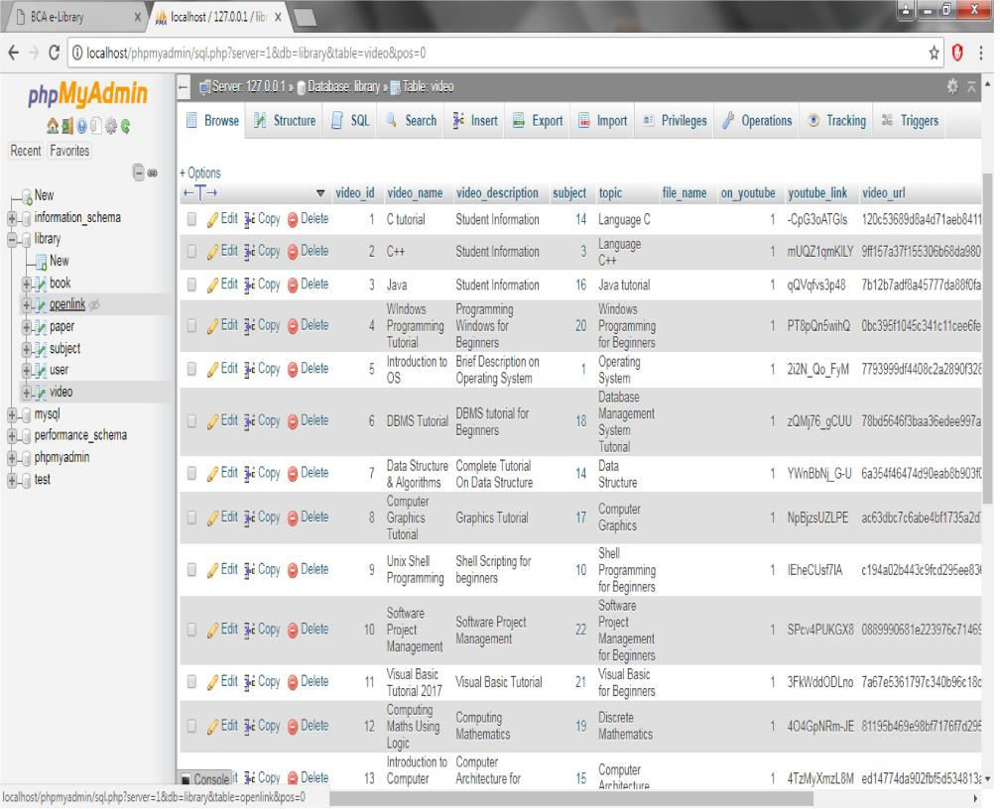 BCA e-Library
localhost / 127.0.0.1 / libr
localhost/phpmyadmin/sql.php?server=1&db=library&table=video&pos=0
phpMyAdmin
Recent Favorites
New
information_schema
library
New
book
openlink
paper
subject
user
video
mysql
performance_schema
phpmyadmin
test
Server: 127.0.0.1 » Database: library » Table: video
Browse Structure SQL Search Insert Export Import Privileges Operations Tracking Triggers
+ Options
←T→ ▼ video_id video_name video_description subject topic file_name on_youtube youtube_link video_url
Edit Copy Delete 1 C tutorial Student Information 14 Language C 1 -CpG3oATGIs 120c53689d8a4d71aeb8411
Edit Copy Delete 2 C++ Student Information 3 Language C++ 1 mUQZ1qmKILY 9ff157a37f155306b68da980
Edit Copy Delete 3 Java Student Information 16 Java tutorial 1 qQVqfvs3p48 7b12b7adf8a45777da88f0fa
Edit Copy Delete 4 WIndows Programming Tutorial Programming Windows for Beginners 20 Windows Programming for Beginners 1 PT8pQn5wihQ 0bc395f1045c341c11cee6fe
Edit Copy Delete 5 Introduction to OS Brief Description on Operating System 1 Operating System 1 2i2N_Qo_FyM 7793999df4408c2a2890f328
Edit Copy Delete 6 DBMS Tutorial DBMS tutorial for Beginners 18 Database Management System Tutorial 1 zQMj76_gCUU 78bd5646f3baa36edee997a
Edit Copy Delete 7 Data Structure & Algorithms Complete Tutorial On Data Structure 14 Data Structure 1 YWnBbNj_G-U 6a354f46474d90eab8b903f0
Edit Copy Delete 8 Computer Graphics Tutorial Graphics Tutorial 17 Computer Graphics 1 NpBjzsUZLPE ac63dbc7c6abe4bf1735a2d7
Edit Copy Delete 9 Unix Shell Programming Shell Scripting for beginners 10 Shell Programming for Beginners 1 IEheCUsf7lA c194a02b443c9fcd295ee836
Edit Copy Delete 10 Software Project Management Software Project Management 22 Software Project Management for Beginners 1 SPcv4PUKGX8 0889990681e223976c71469
Edit Copy Delete 11 Visual Basic Tutorial 2017 Visual Basic Tutorial 21 Visual Basic for Beginners 1 3FkWddODLno 7a67e5361797c340b96c18c
Edit Copy Delete 12 Computing Maths Using Logic Computing Mathematics 19 Discrete Mathematics 1 4O4GpNRm-JE 81195b469e98bf7176f7d295
Console it Copy Delete 13 Introduction to Computer Computer Architecture for 15 Computer Architecture 1 4TzMyXmzL8M ed14774da902fbf5d534813a
localhost/phpmyadmin/sql.php?server=1&db=library&table=openlink&pos=0